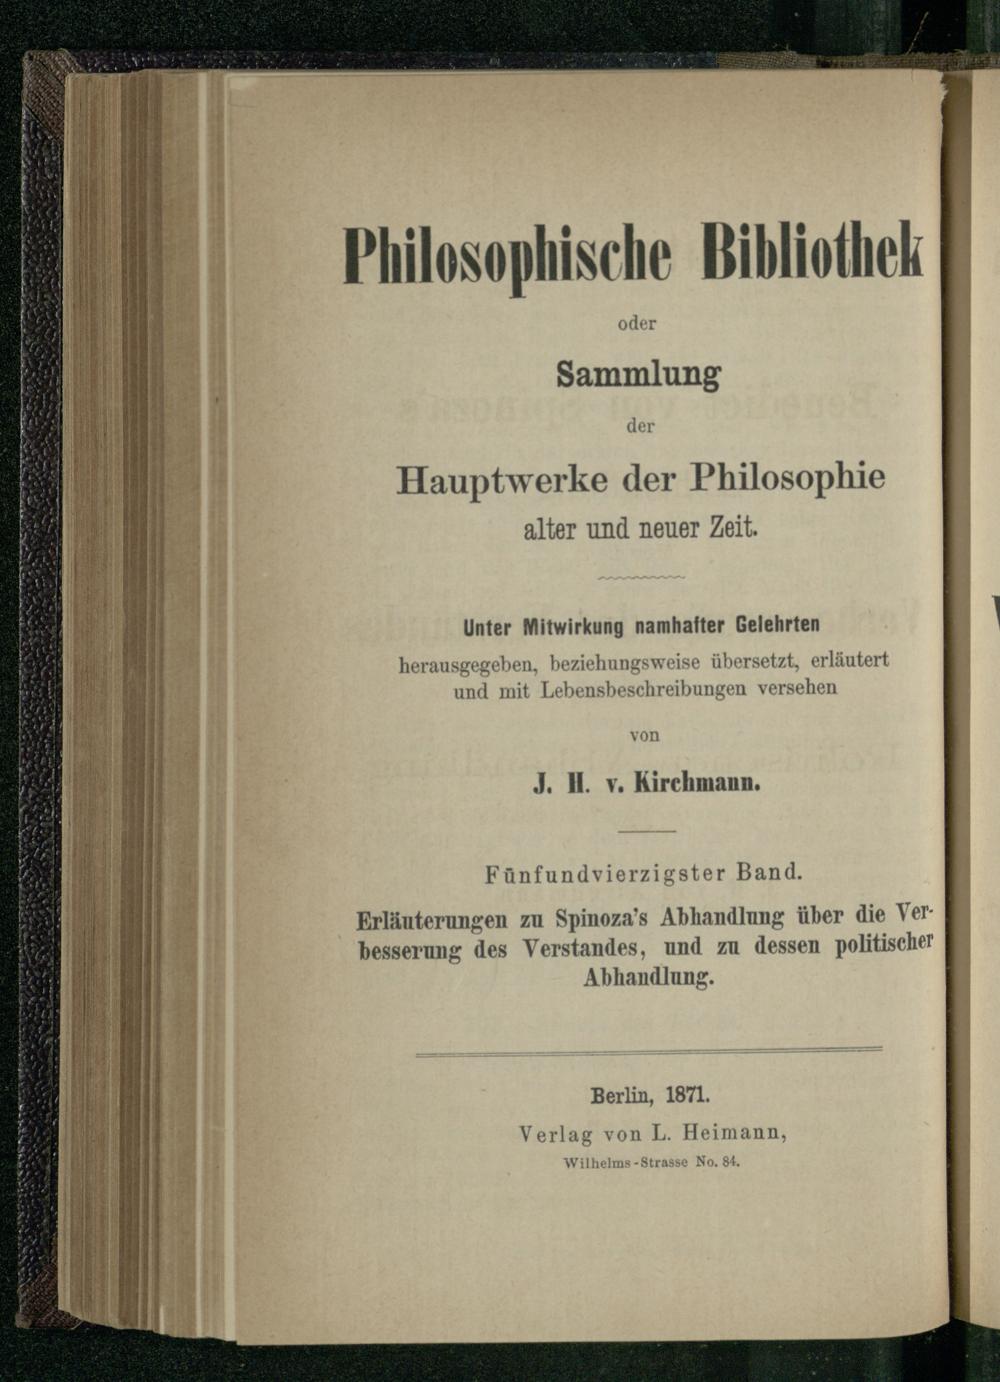 Philosophische Bibliothek
oder
Sammlung
der
Hauptwerke der Philosophie
alter und neuer Zeit.
Unter Mitwirkung namhafter Gelehrten
herausgegeben, beziehungsweise übersetzt, erläutert
und mit Lebensbeschreibungen versehen
von
J. H. v. Kirchmann.
Fünfundvierzigster Band.
Erläuterungen zu Spinoza's Abhandlung über die Ver-
besserung des Verstandes, und zu dessen politischer
Abhandlung.
Berlin, 1871.
Verlag von L. Heimann,
Wilhelms-Strasse No. 84.